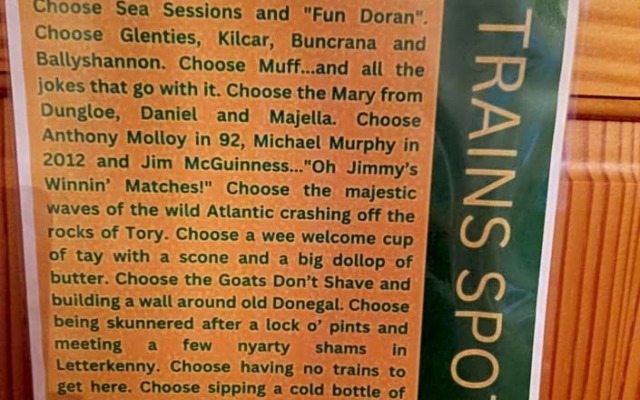 Choose Sea Sessions and "Fun Doran".
Choose Glenties, Kilcar, Buncrana and
Ballyshannon. Choose Muff...and all the
jokes that go with it. Choose the Mary from
Dungloe, Daniel and Majella. Choose
Anthony Molloy in 92, Michael Murphy in
2012 and Jim McGuinness..."Oh Jimmy's
Winnin' Matches!" Choose the majestic
waves of the wild Atlantic crashing off the
rocks of Tory. Choose a wee welcome cup
of tay with a scone and a big dollop of
butter. Choose the Goats Don't Shave and
building a wall around old Donegal. Choose
being skunnered after a lock o' pints and
meeting a few nyarty shams in
Letterkenny. Choose having no trains to
get here. Choose sipping a cold bottle of
TRAINS SPO